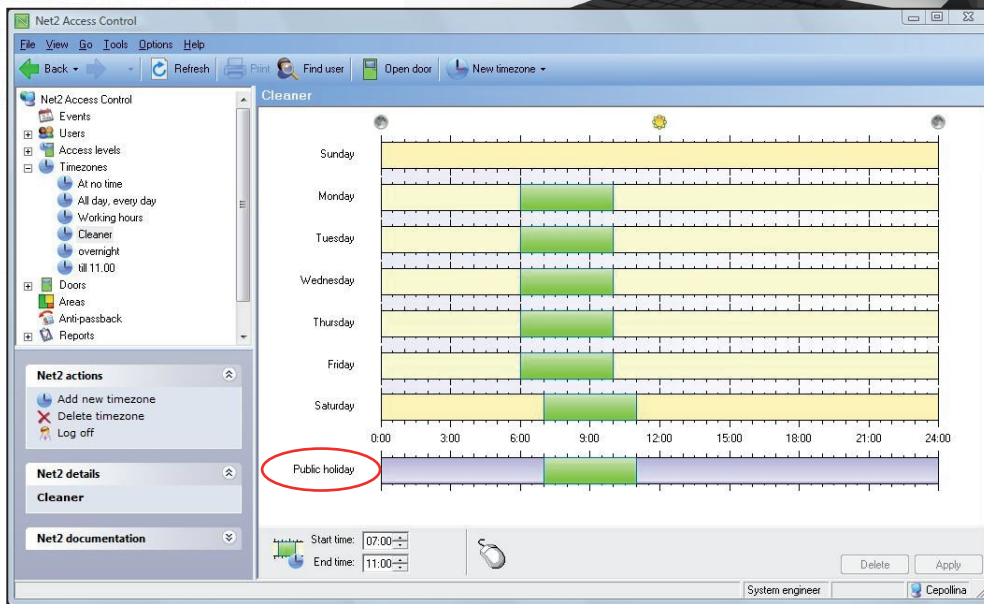 Net2 Access Control
File View Go Tools Options Help
Back Refresh Print Find user Open door New timezone
Net2 Access Control
Events
Users
Access levels
Timezones
At no time
All day, every day
Working hours
Cleaner
overnight
till 11.00
Doors
Areas
Anti-passback
Reports
Net2 actions
Add new timezone
Delete timezone
Log off
Net2 details
Cleaner
Net2 documentation
Cleaner
Sunday
Monday
Tuesday
Wednesday
Thursday
Friday
Saturday
0:00 3:00 6:00 9:00 12:00 15:00 18:00 21:00 24:00
Public holiday
Start time: 07:00
End time: 11:00
Delete Apply
System engineer Cepollina